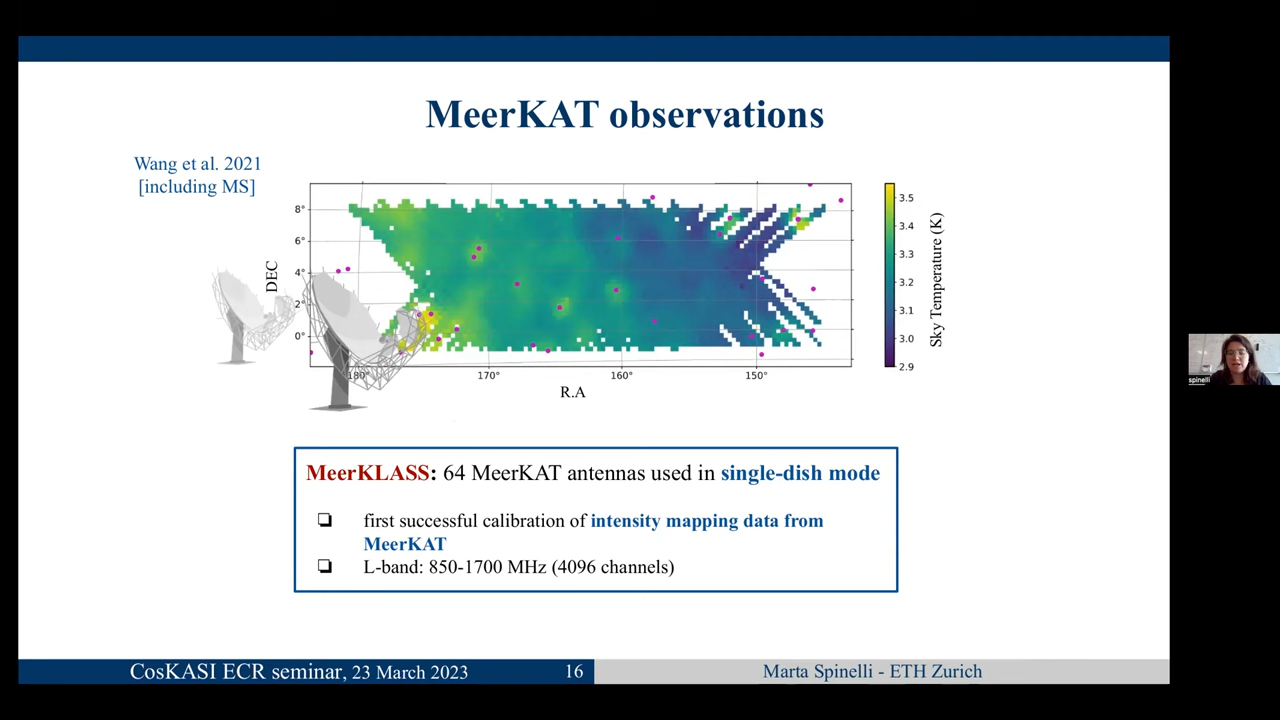 MeerKAT observations
Wang et al. 2021
[including MS]
8°
6°
4°
2°
0°
DEC
180°
170°
160°
150°
R.A
3.5
3.4
3.3
3.2
3.1
3.0
2.9
Sky Temperature (K)
spinelli
MeerKLASS: 64 MeerKAT antennas used in single-dish mode
❏ first successful calibration of intensity mapping data from
MeerKAT
❏ L-band: 850-1700 MHz (4096 channels)
CosKASI ECR seminar, 23 March 2023
16
Marta Spinelli - ETH Zurich